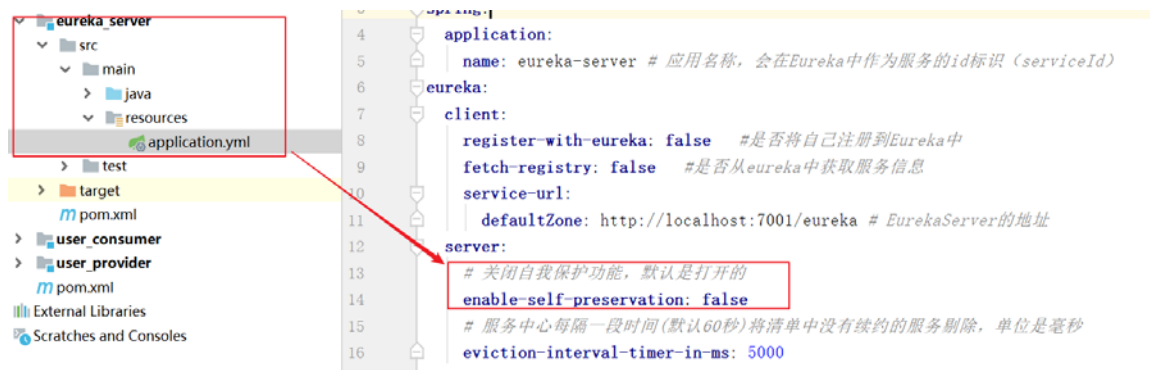 eureka_server
src
main
java
resources
application.yml
test
target
pom.xml
user_consumer
user_provider
pom.xml
External Libraries
Scratches and Consoles
3 spring:
4 application:
5 name: eureka-server # 应用名称，会在Eureka中作为服务的id标识（serviceId）
6 eureka:
7 client:
8 register-with-eureka: false #是否将自己注册到Eureka中
9 fetch-registry: false #是否从eureka中获取服务信息
10 service-url:
11 defaultZone: http://localhost:7001/eureka # EurekaServer的地址
12 server:
13 # 关闭自我保护功能，默认是打开的
14 enable-self-preservation: false
15 # 服务中心每隔一段时间(默认60秒)将清单中没有续约的服务剔除，单位是毫秒
16 eviction-interval-timer-in-ms: 5000